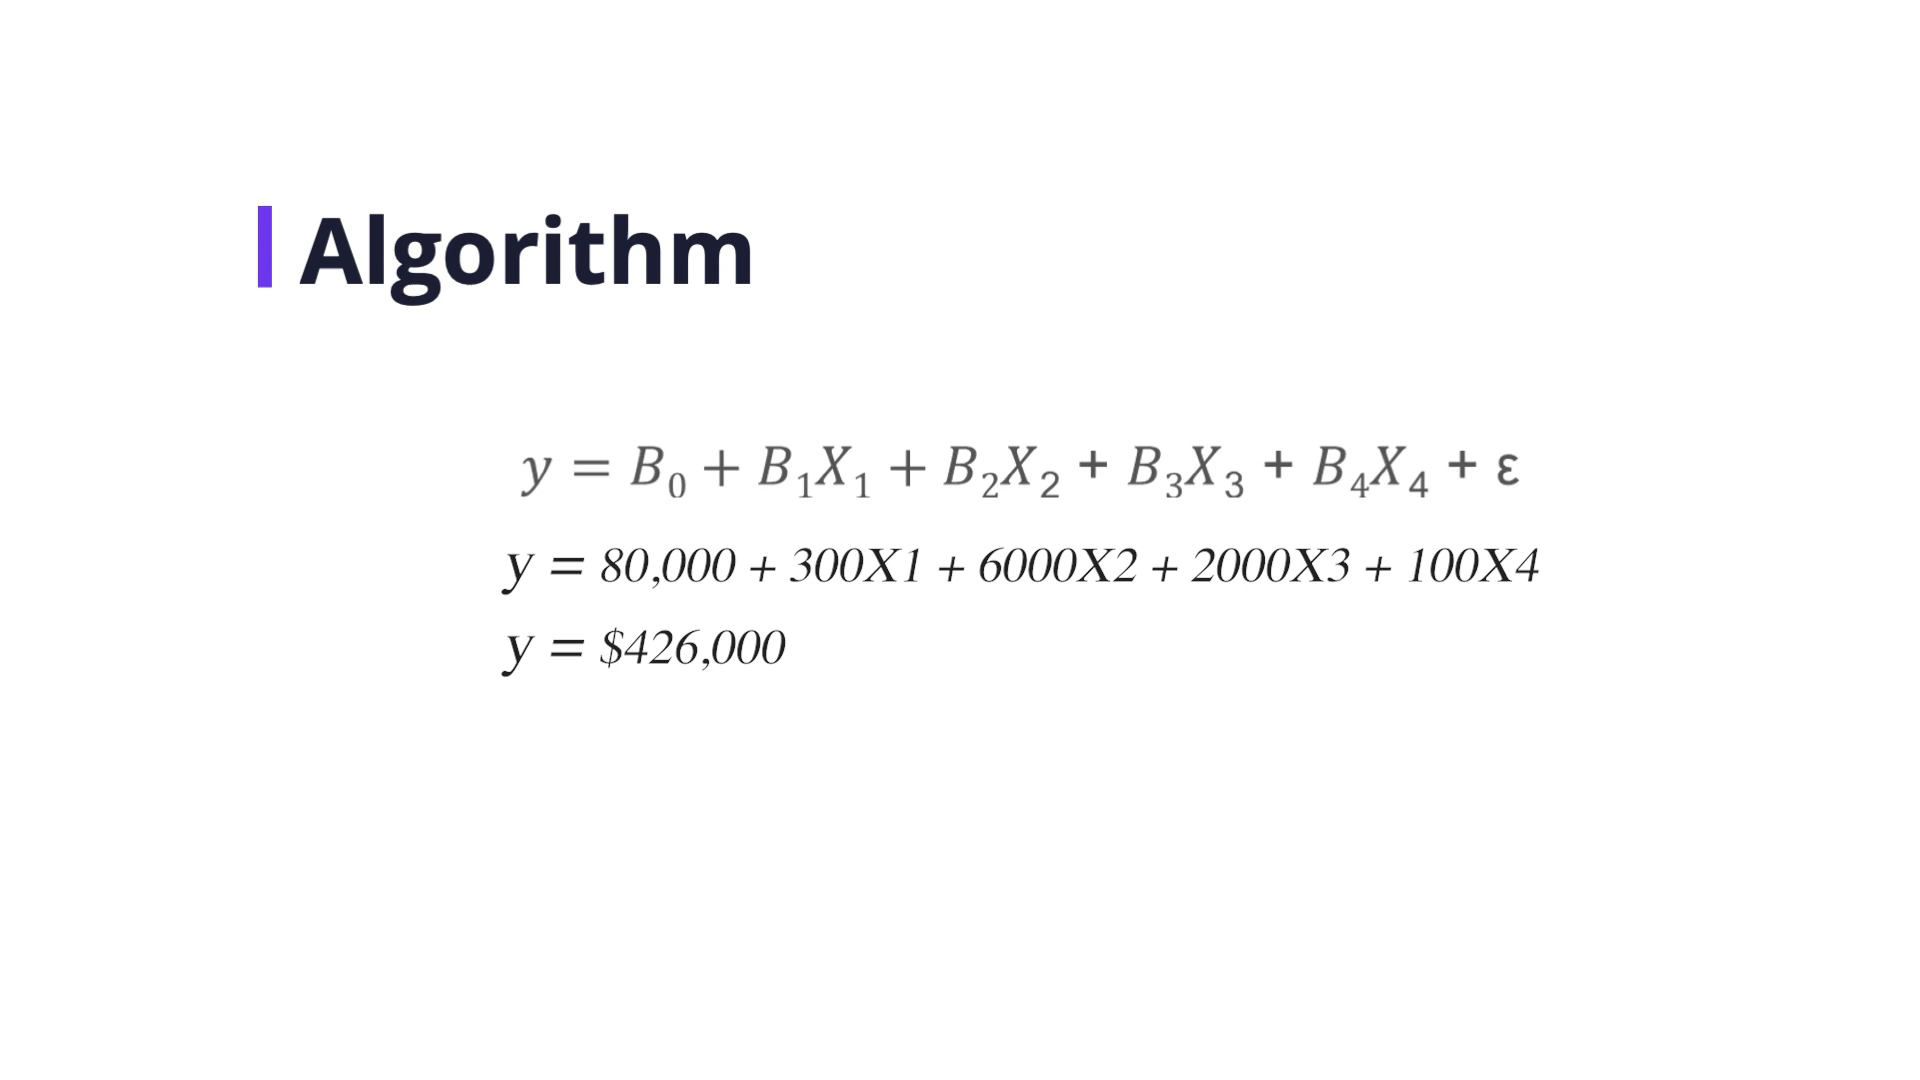 Algorithm
y = B₀ + B₁X₁ + B₂X₂ + B₃X₃ + B₄X₄ + ε
y = 80,000 + 300X1 + 6000X2 + 2000X3 + 100X4
y = $426,000